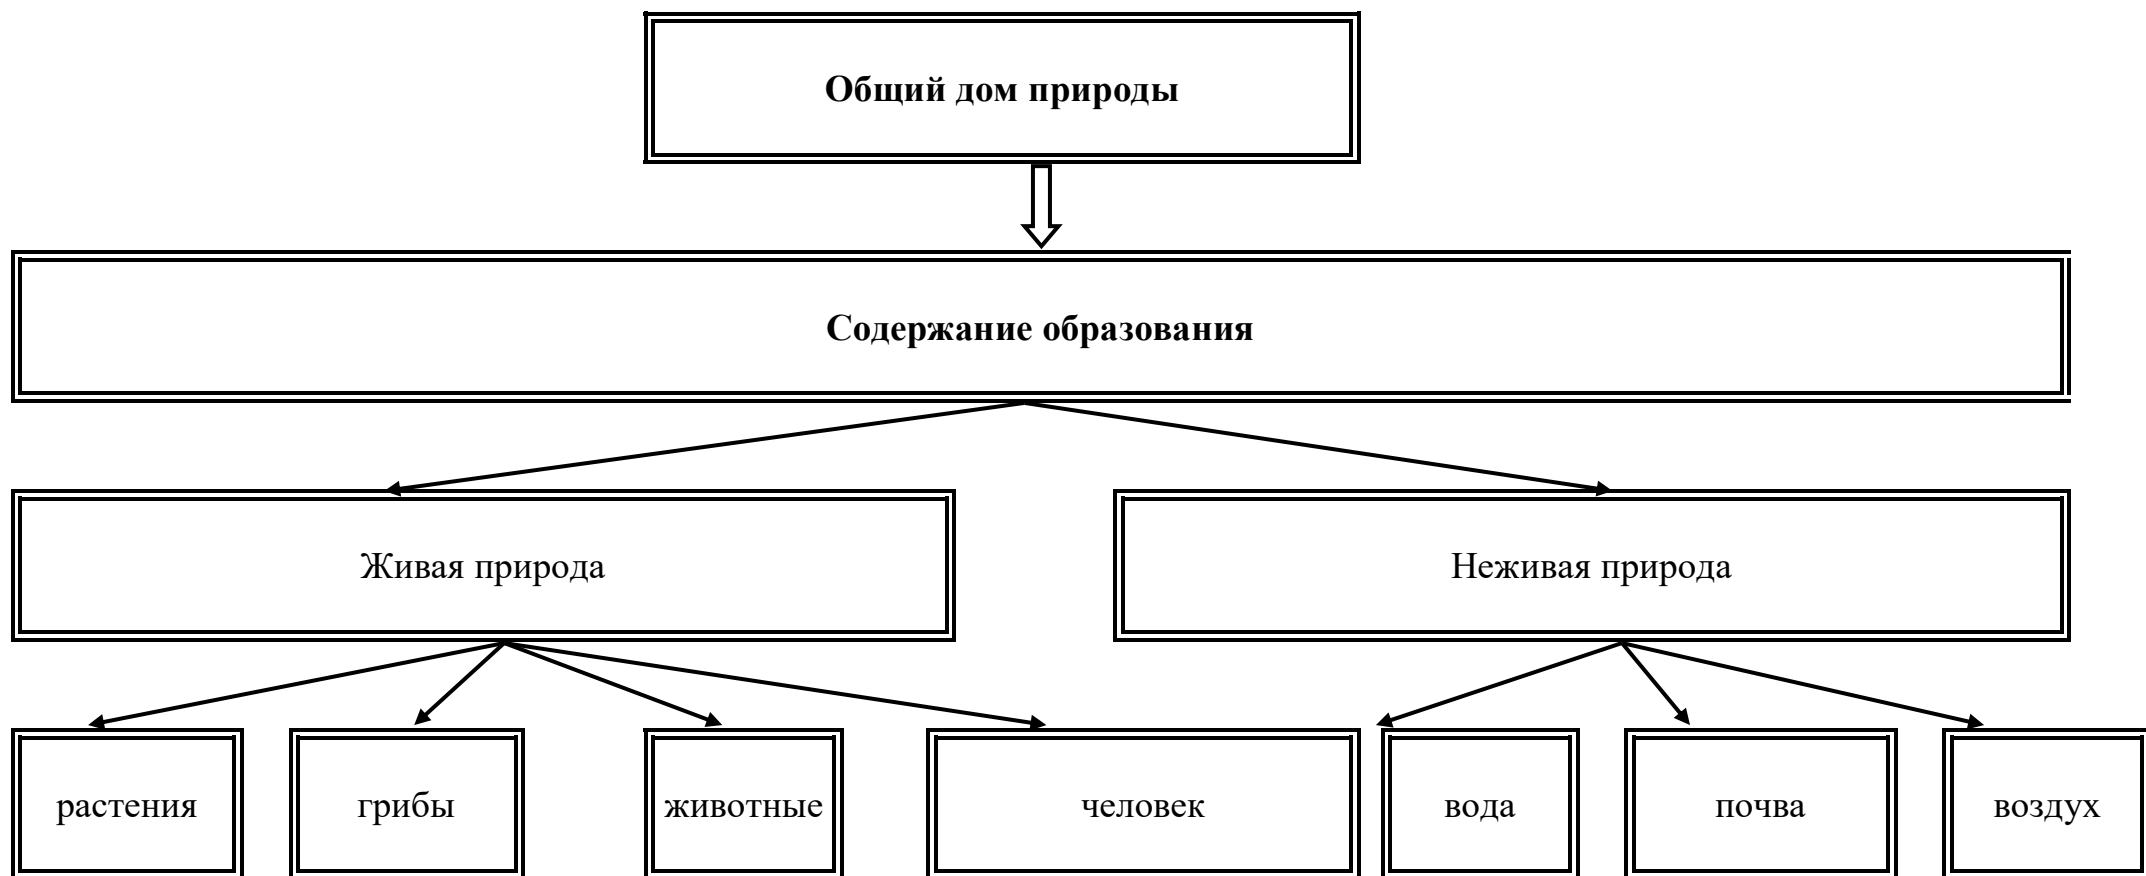 Общий дом природы
Содержание образования
Живая природа
Неживая природа
растения
грибы
животные
человек
вода
почва
воздух